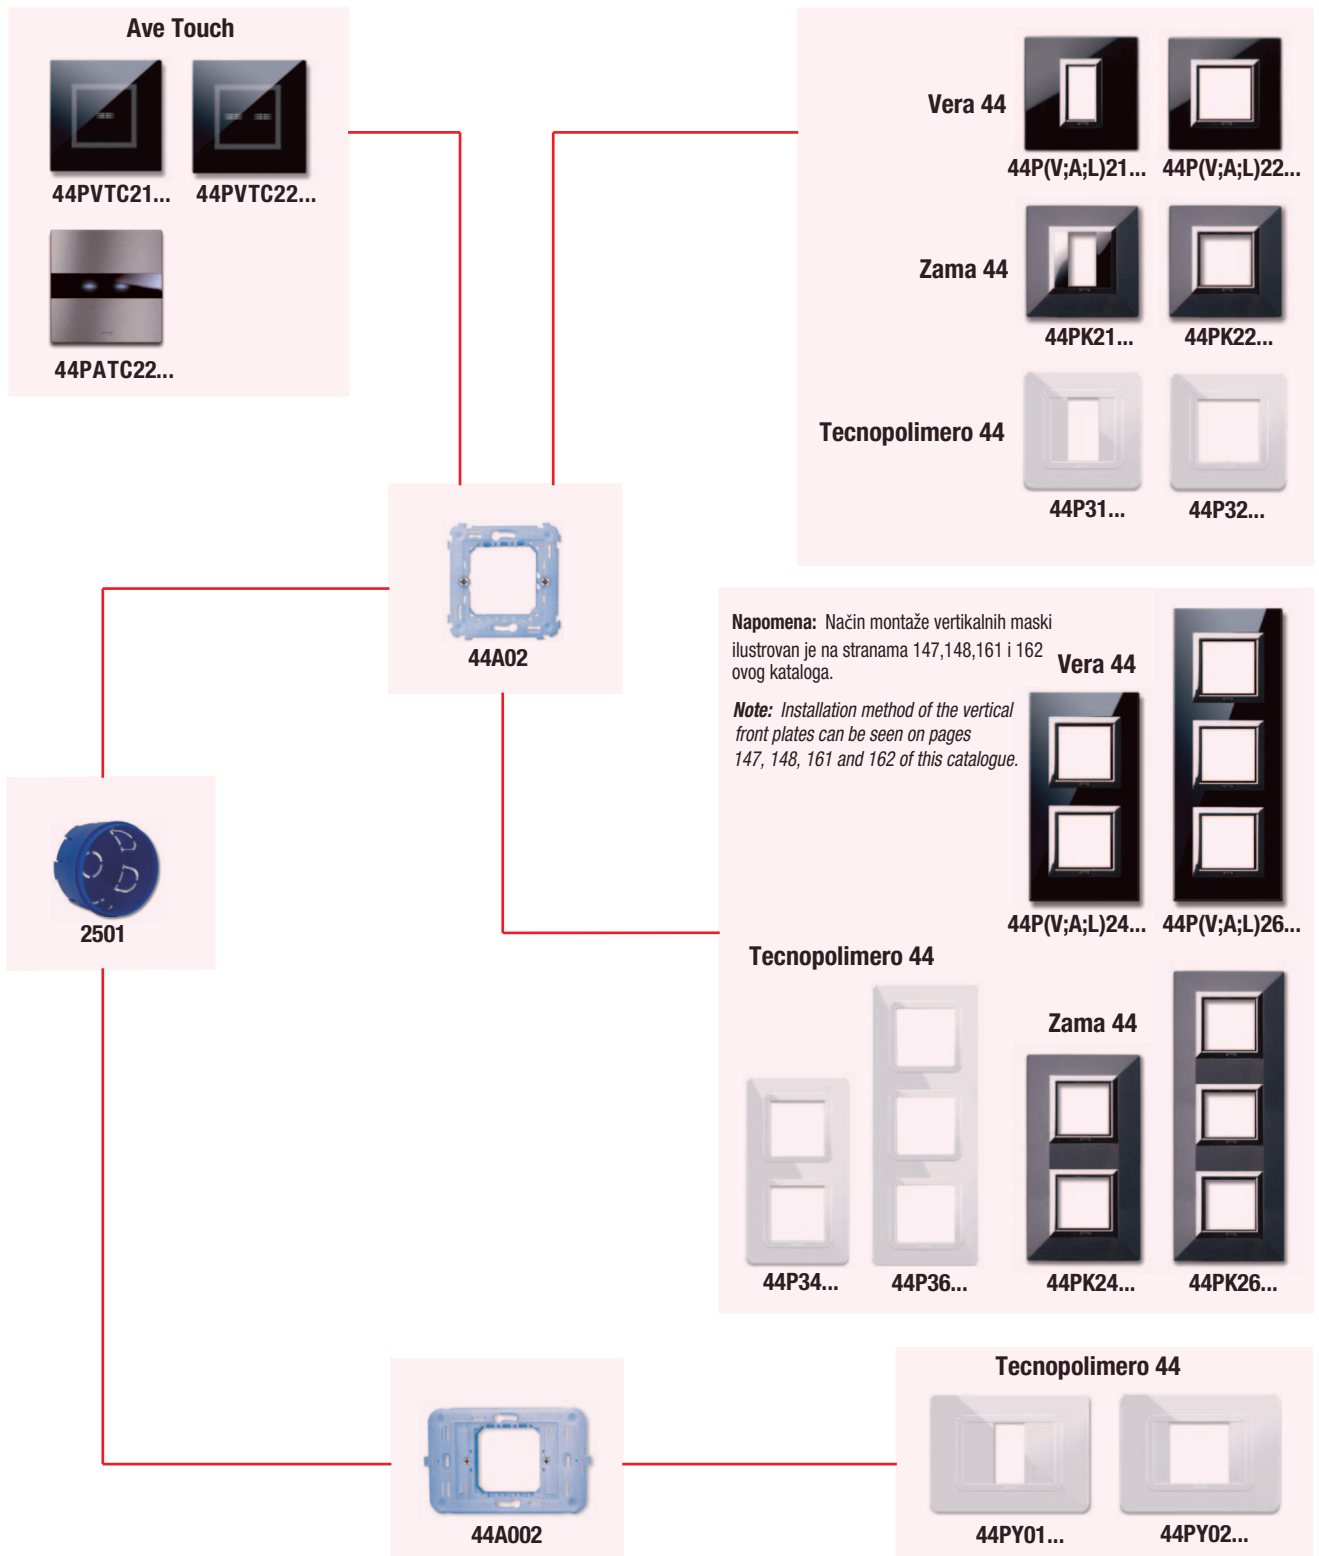 Ave Touch
44PVTC21...
44PVTC22...
44PATC22...
Vera 44
44P(V;A;L)21...
44P(V;A;L)22...
Zama 44
44PK21...
44PK22...
Tecnopolimero 44
44P31...
44P32...
44A02
Napomena: Način montaže vertikalnih maski
ilustrovan je na stranama 147,148,161 i 162
ovog kataloga.
Note: Installation method of the vertical
front plates can be seen on pages
147, 148, 161 and 162 of this catalogue.
Vera 44
44P(V;A;L)24...
44P(V;A;L)26...
2501
Tecnopolimero 44
44P34...
44P36...
Zama 44
44PK24...
44PK26...
44A002
Tecnopolimero 44
44PY01...
44PY02...